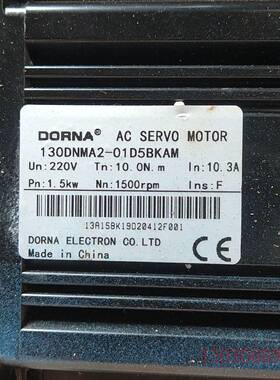 DORNA® AC SERVO MOTOR
130DNMA2-01D5BKAM
Un:220V Tn:10.0N.m In:10.3A
Pn:1.5kw Nn:1500rpm Ins:F
13A15BK19D20412F001
DORNA ELECTRON CO.LTD
Made in China CE